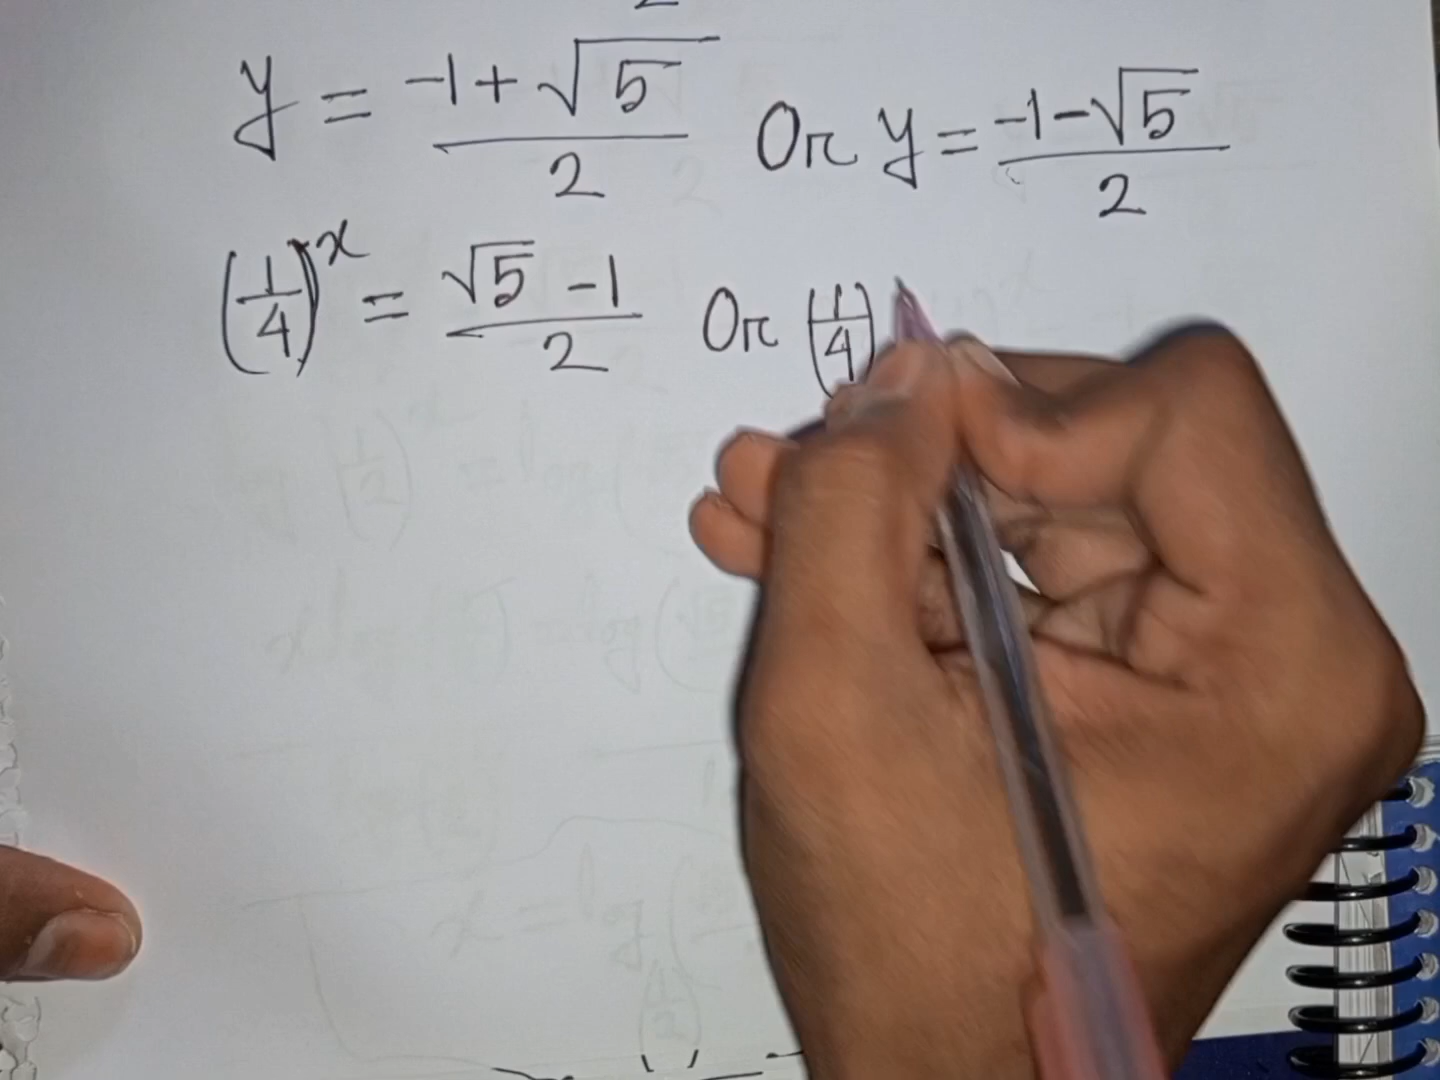 y = (-1+√5)/2 Or y = (-1-√5)/2
(1/4)^x = (√5 -1)/2 Or (1/4)